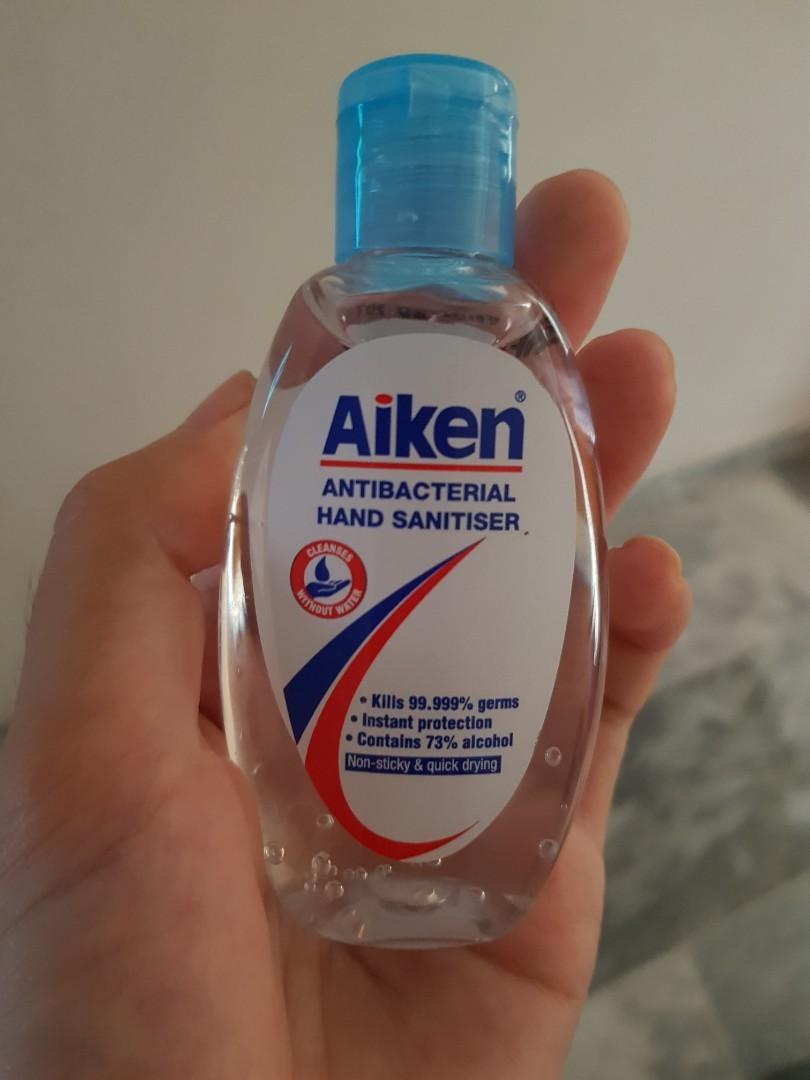 Aiken®
ANTIBACTERIAL
HAND SANITISER
CLEANSES
WITHOUT WATER
• Kills 99.999% germs
• Instant protection
• Contains 73% alcohol
Non-sticky & quick drying